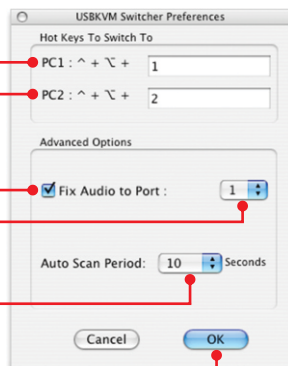 USBKVM Switcher Preferences
Hot Keys To Switch To
PC1 : ^ + ⌥ + 1
PC2 : ^ + ⌥ + 2
Advanced Options
Fix Audio to Port : 1
Auto Scan Period: 10 Seconds
Cancel OK